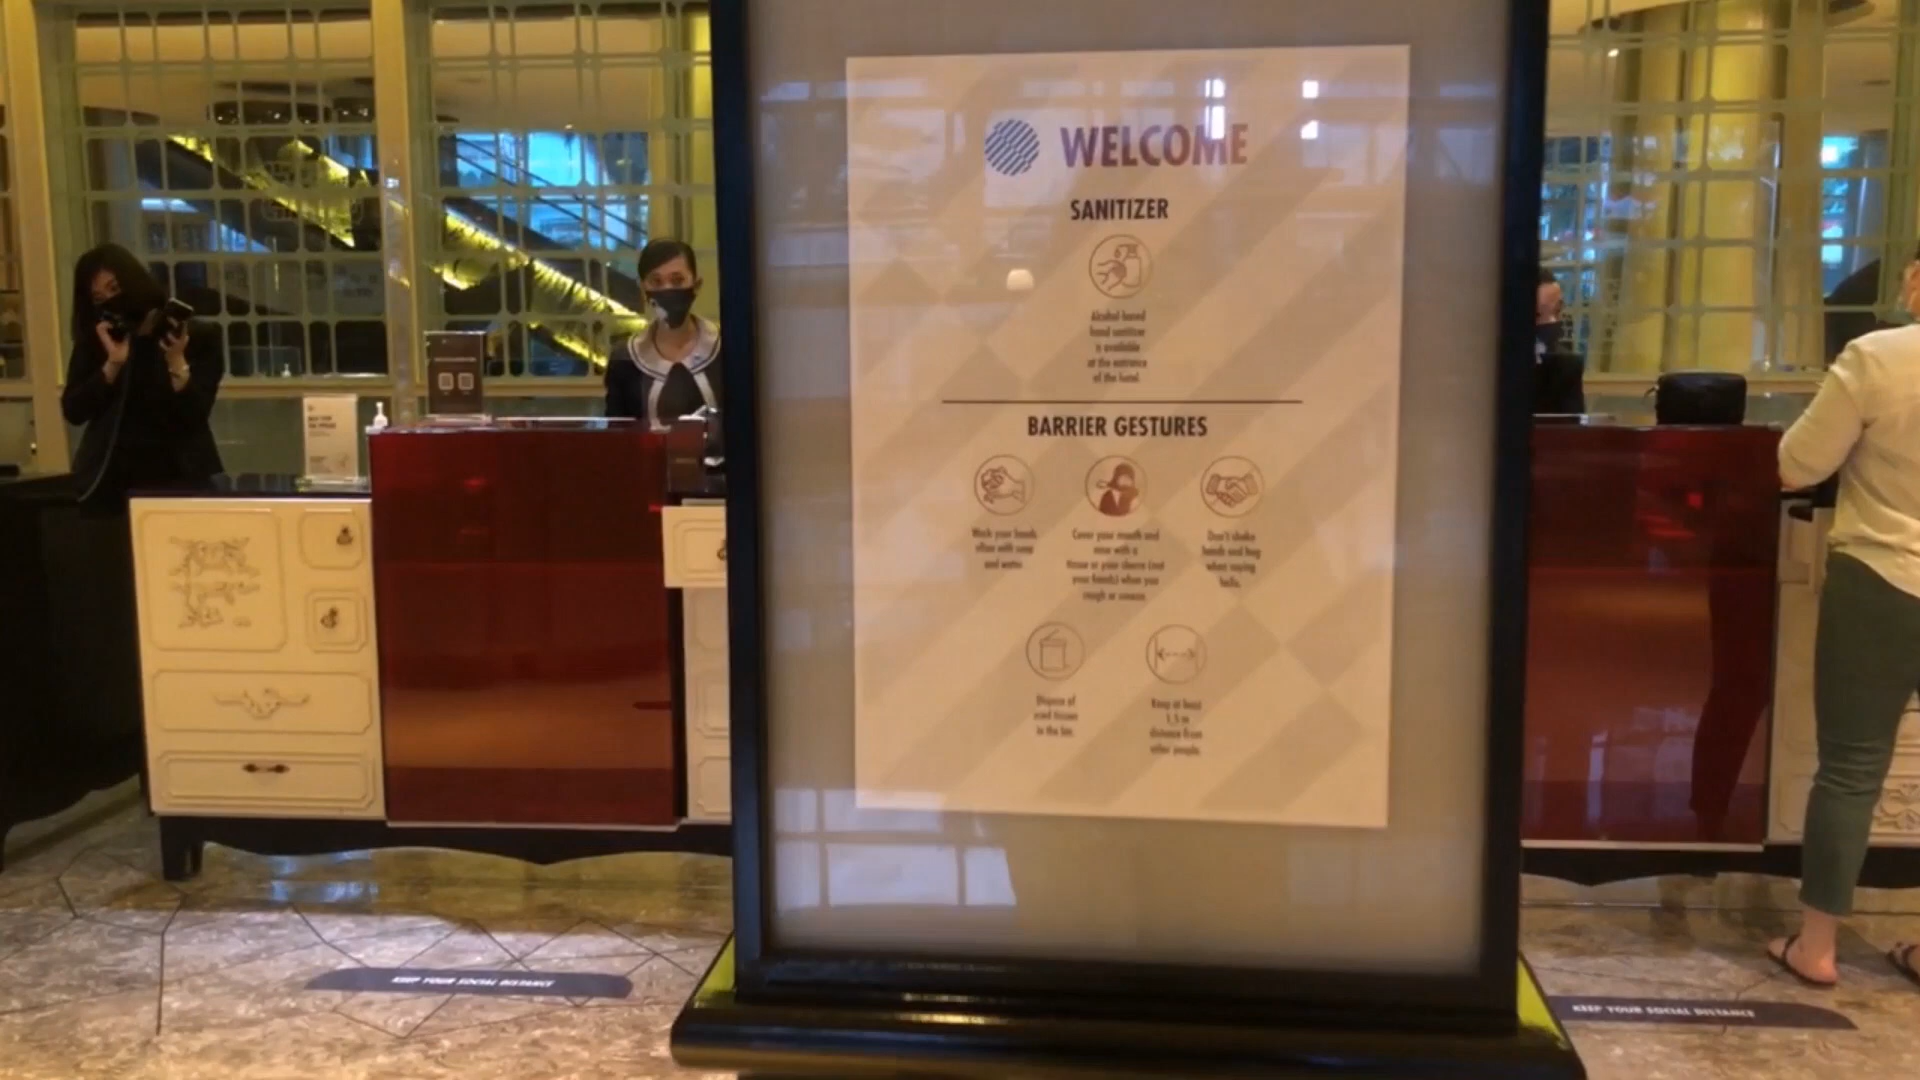 WELCOME
SANITIZER
Alcohol-based
hand sanitizer
is available
at the entrance
of the hotel.
BARRIER GESTURES
Wash your hands
often with soap
and water.
Cover your mouth and
nose with a
tissue or your sleeve (not
your hands) when you
cough or sneeze.
Don't shake
hands and hug
when saying
hello.
Dispose of
used tissues
in the bin.
Keep at least
1,5 m
distance from
other people.
KEEP YOUR SOCIAL DISTANCE
KEEP YOUR SOCIAL DISTANCE